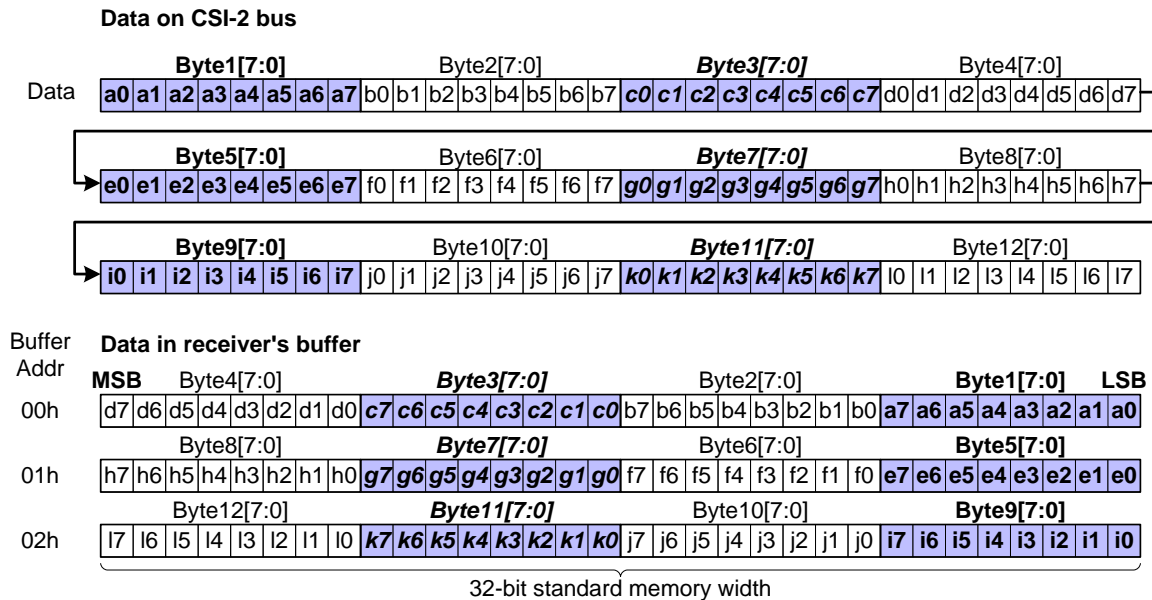 Data on CSI-2 bus
Byte1[7:0] Byte2[7:0] Byte3[7:0] Byte4[7:0]
Data a0 a1 a2 a3 a4 a5 a6 a7 b0 b1 b2 b3 b4 b5 b6 b7 c0 c1 c2 c3 c4 c5 c6 c7 d0 d1 d2 d3 d4 d5 d6 d7
Byte5[7:0] Byte6[7:0] Byte7[7:0] Byte8[7:0]
e0 e1 e2 e3 e4 e5 e6 e7 f0 f1 f2 f3 f4 f5 f6 f7 g0 g1 g2 g3 g4 g5 g6 g7 h0 h1 h2 h3 h4 h5 h6 h7
Byte9[7:0] Byte10[7:0] Byte11[7:0] Byte12[7:0]
i0 i1 i2 i3 i4 i5 i6 i7 j0 j1 j2 j3 j4 j5 j6 j7 k0 k1 k2 k3 k4 k5 k6 k7 l0 l1 l2 l3 l4 l5 l6 l7
Buffer Addr
Data in receiver's buffer
MSB Byte4[7:0] Byte3[7:0] Byte2[7:0] Byte1[7:0] LSB
00h d7 d6 d5 d4 d3 d2 d1 d0 c7 c6 c5 c4 c3 c2 c1 c0 b7 b6 b5 b4 b3 b2 b1 b0 a7 a6 a5 a4 a3 a2 a1 a0
Byte8[7:0] Byte7[7:0] Byte6[7:0] Byte5[7:0]
01h h7 h6 h5 h4 h3 h2 h1 h0 g7 g6 g5 g4 g3 g2 g1 g0 f7 f6 f5 f4 f3 f2 f1 f0 e7 e6 e5 e4 e3 e2 e1 e0
Byte12[7:0] Byte11[7:0] Byte10[7:0] Byte9[7:0]
02h l7 l6 l5 l4 l3 l2 l1 l0 k7 k6 k5 k4 k3 k2 k1 k0 j7 j6 j5 j4 j3 j2 j1 j0 i7 i6 i5 i4 i3 i2 i1 i0
32-bit standard memory width